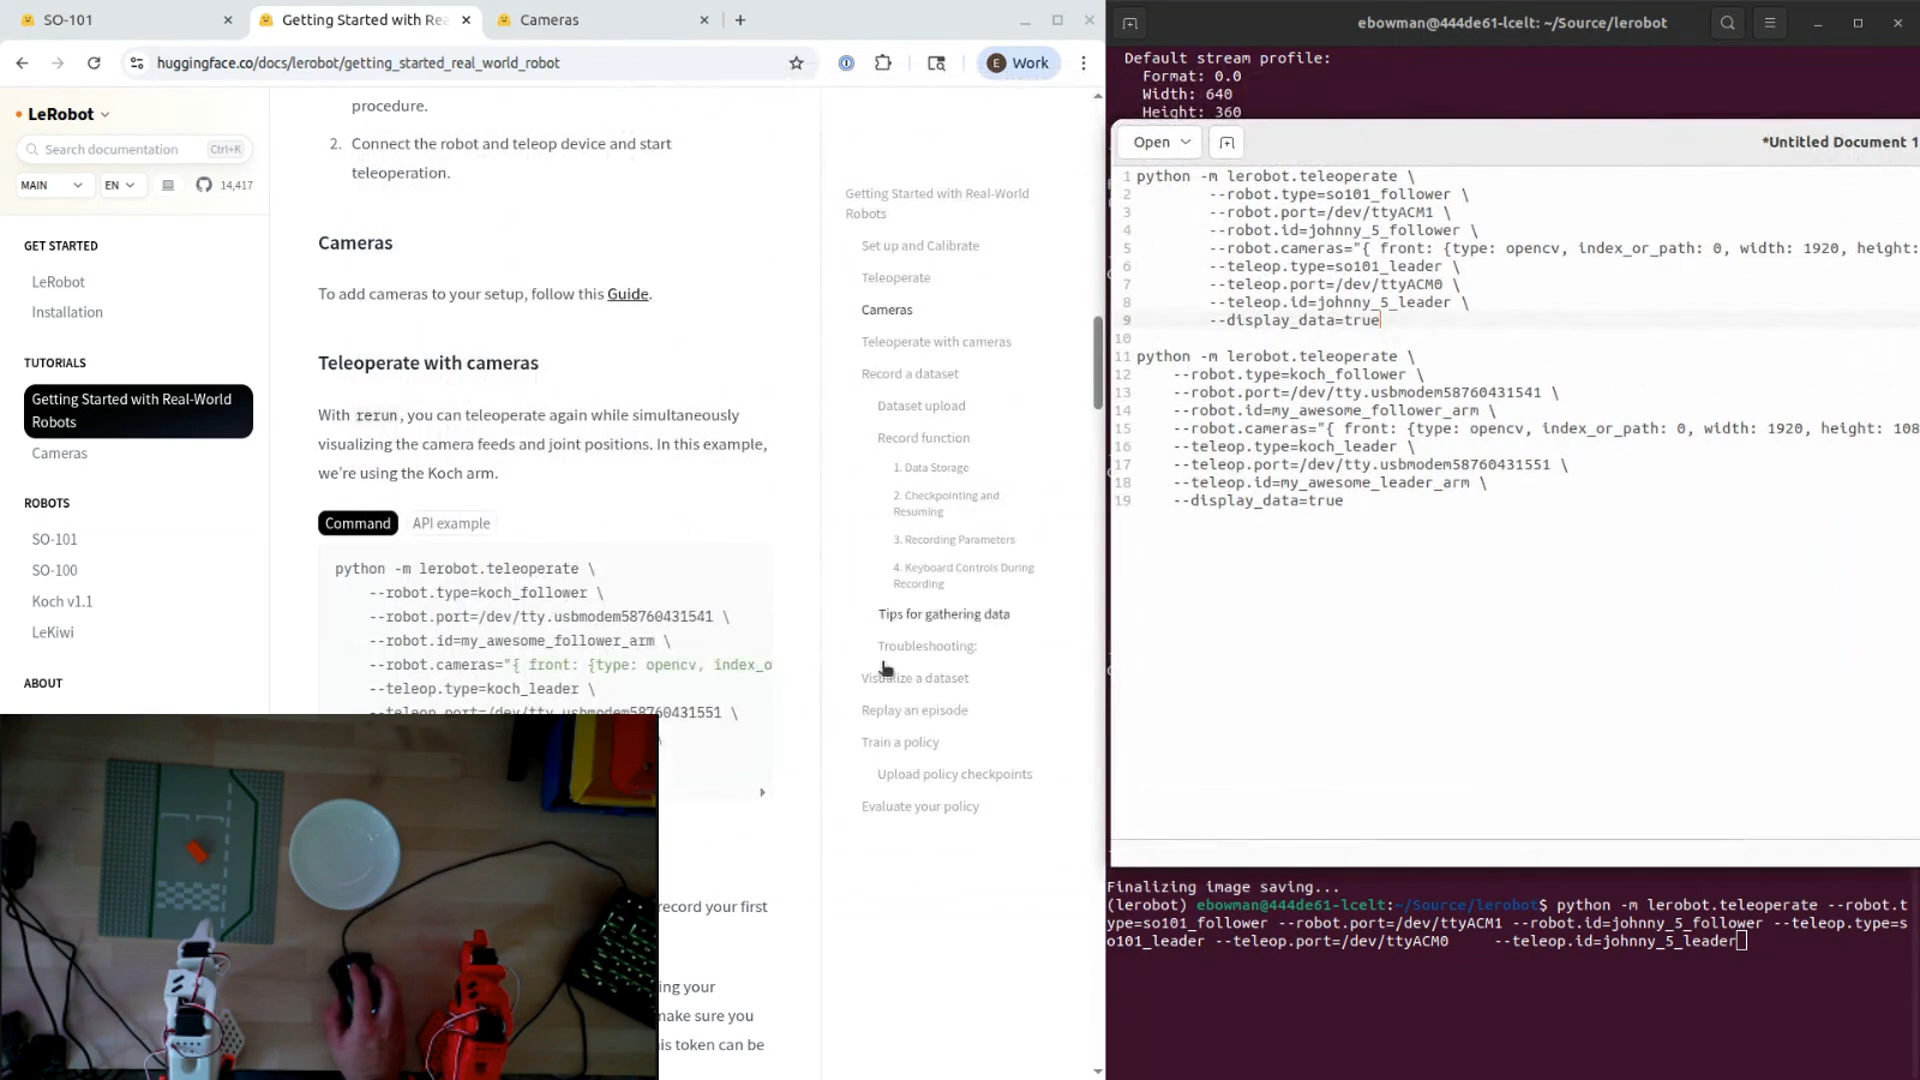 SO-101
Getting Started with Re
Cameras
huggingface.co/docs/lerobot/getting_started_real_world_robot
E Work
LeRobot
Search documentation Ctrl+K
MAIN EN 14,417
GET STARTED
LeRobot
Installation
TUTORIALS
Getting Started with Real-World
Robots
Cameras
ROBOTS
SO-101
SO-100
Koch v1.1
LeKiwi
ABOUT
procedure.
2. Connect the robot and teleop device and start
teleoperation.
Cameras
To add cameras to your setup, follow this Guide.
Teleoperate with cameras
With rerun, you can teleoperate again while simultaneously
visualizing the camera feeds and joint positions. In this example,
we're using the Koch arm.
Command API example
python -m lerobot.teleoperate \
--robot.type=koch_follower \
--robot.port=/dev/tty.usbmodem58760431541 \
--robot.id=my_awesome_follower_arm \
--robot.cameras="{ front: {type: opencv, index_o
--teleop.type=koch_leader \
--teleop.port=/dev/tty.usbmodem58760431551 \
\
record your first
ing your
make sure you
is token can be
Getting Started with Real-World
Robots
Set up and Calibrate
Teleoperate
Cameras
Teleoperate with cameras
Record a dataset
Dataset upload
Record function
1. Data Storage
2. Checkpointing and
Resuming
3. Recording Parameters
4. Keyboard Controls During
Recording
Tips for gathering data
Troubleshooting:
Visualize a dataset
Replay an episode
Train a policy
Upload policy checkpoints
Evaluate your policy
ebowman@444de61-lcelt: ~/Source/lerobot
Default stream profile:
Format: 0.0
Width: 640
Height: 360
Open
*Untitled Document 1
1 python -m lerobot.teleoperate \
2 --robot.type=so101_follower \
3 --robot.port=/dev/ttyACM1 \
4 --robot.id=johnny_5_follower \
5 --robot.cameras="{ front: {type: opencv, index_or_path: 0, width: 1920, height:
6 --teleop.type=so101_leader \
7 --teleop.port=/dev/ttyACM0 \
8 --teleop.id=johnny_5_leader \
9 --display_data=true
10
11 python -m lerobot.teleoperate \
12 --robot.type=koch_follower \
13 --robot.port=/dev/tty.usbmodem58760431541 \
14 --robot.id=my_awesome_follower_arm \
15 --robot.cameras="{ front: {type: opencv, index_or_path: 0, width: 1920, height: 108
16 --teleop.type=koch_leader \
17 --teleop.port=/dev/tty.usbmodem58760431551 \
18 --teleop.id=my_awesome_leader_arm \
19 --display_data=true
Finalizing image saving...
(lerobot) ebowman@444de61-lcelt:~/Source/lerobot$ python -m lerobot.teleoperate --robot.t
ype=so101_follower --robot.port=/dev/ttyACM1 --robot.id=johnny_5_follower --teleop.type=s
o101_leader --teleop.port=/dev/ttyACM0 --teleop.id=johnny_5_leader